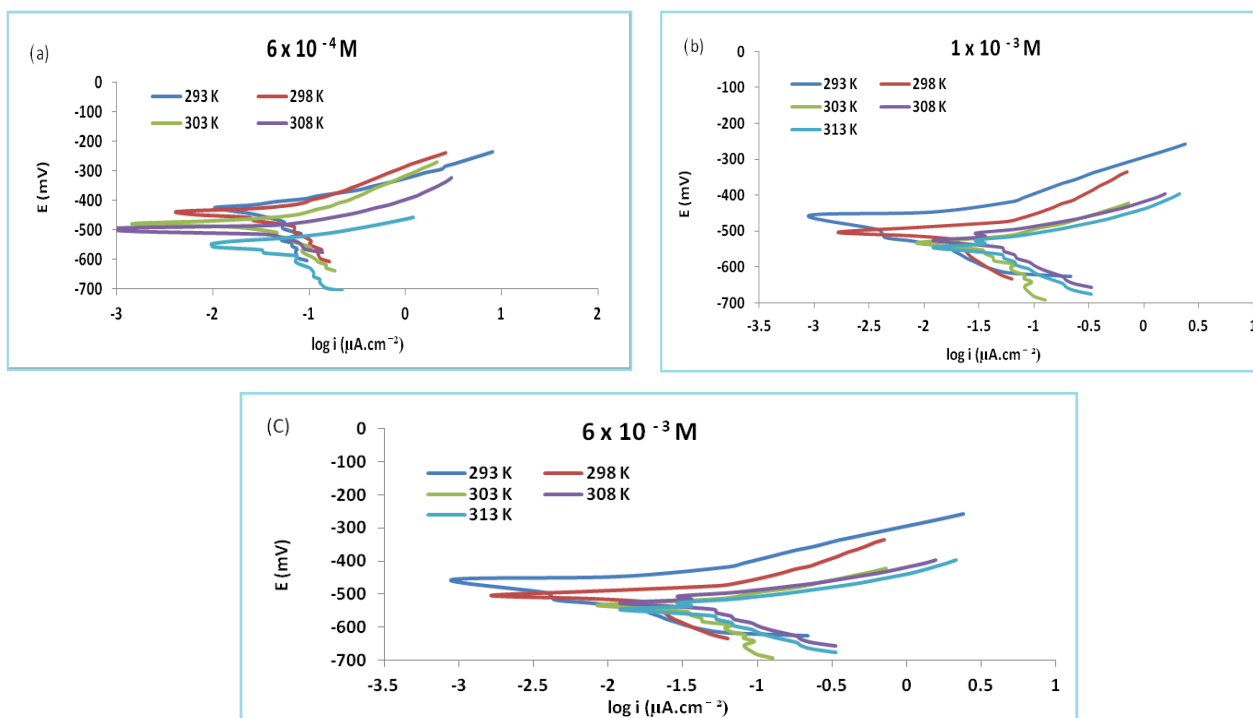 (a)
6 x 10 ⁻⁴ M
293 K 298 K
303 K 308 K
E (mV)
0
-100
-200
-300
-400
-500
-600
-700
-3 -2 -1 0 1 2
log i (µA.cm⁻²)
(b)
1 x 10 ⁻³ M
293 K 298 K
303 K 308 K
313 K
E (mV)
0
-100
-200
-300
-400
-500
-600
-700
-3.5 -3 -2.5 -2 -1.5 -1 -0.5 0 0.5 1
log i (µA.cm⁻²)
(C)
6 x 10 ⁻³ M
293 K 298 K
303 K 308 K
313 K
E (mV)
0
-100
-200
-300
-400
-500
-600
-700
-3.5 -3 -2.5 -2 -1.5 -1 -0.5 0 0.5 1
log i (µA.cm⁻²)